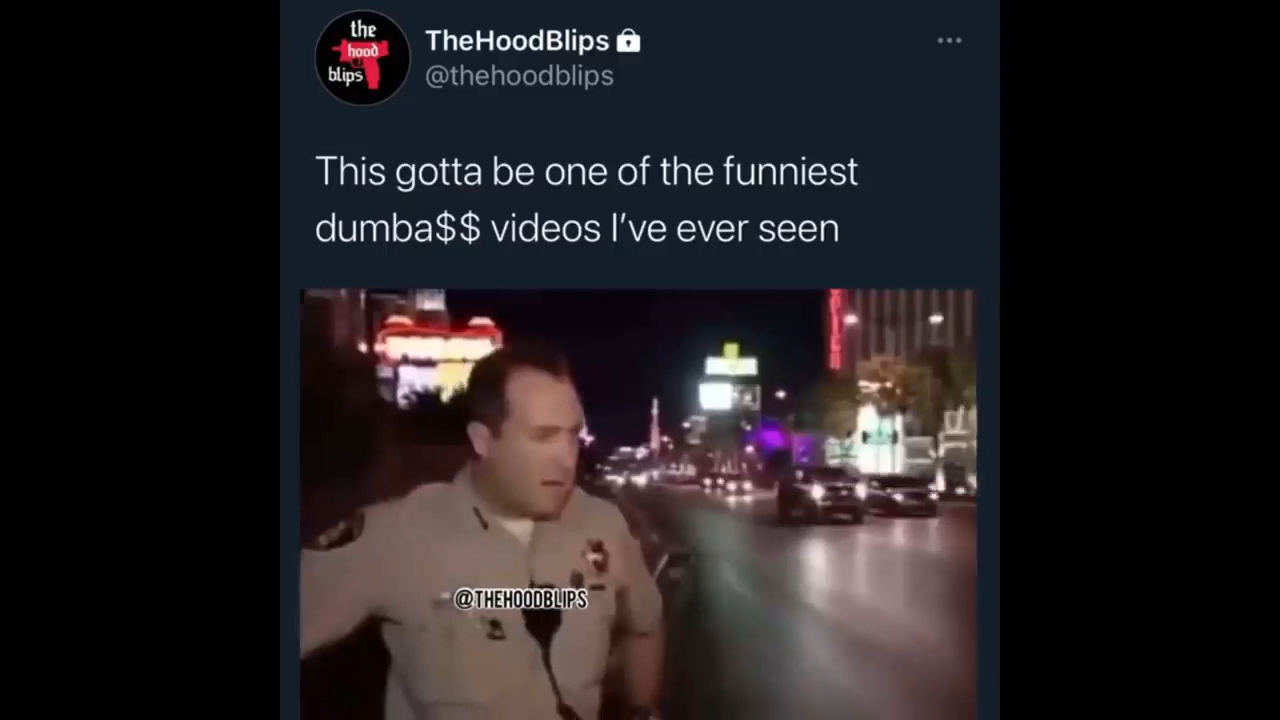 the
hood
blips
TheHoodBlips
@thehoodblips
This gotta be one of the funniest
dumba$$ videos I've ever seen
@THEHOODBLIPS